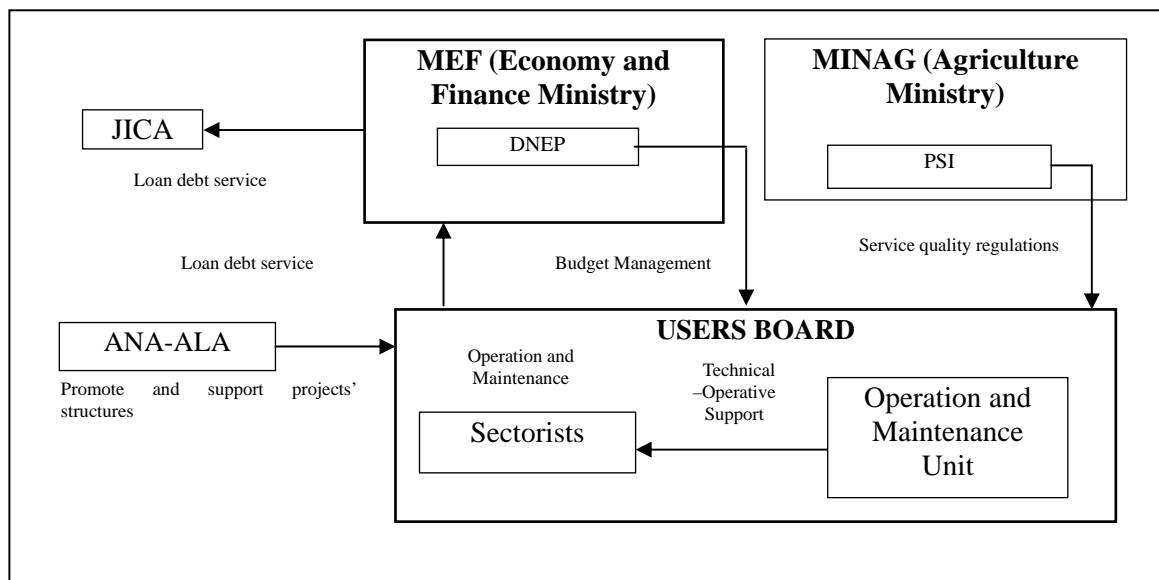 MEF (Economy and
Finance Ministry)
DNEP
MINAG (Agriculture
Ministry)
PSI
JICA
Loan debt service
Loan debt service
Budget Management
Service quality regulations
ANA-ALA
Promote and support projects’
structures
USERS BOARD
Operation and
Maintenance
Sectorists
Technical
–Operative
Support
Operation and
Maintenance
Unit